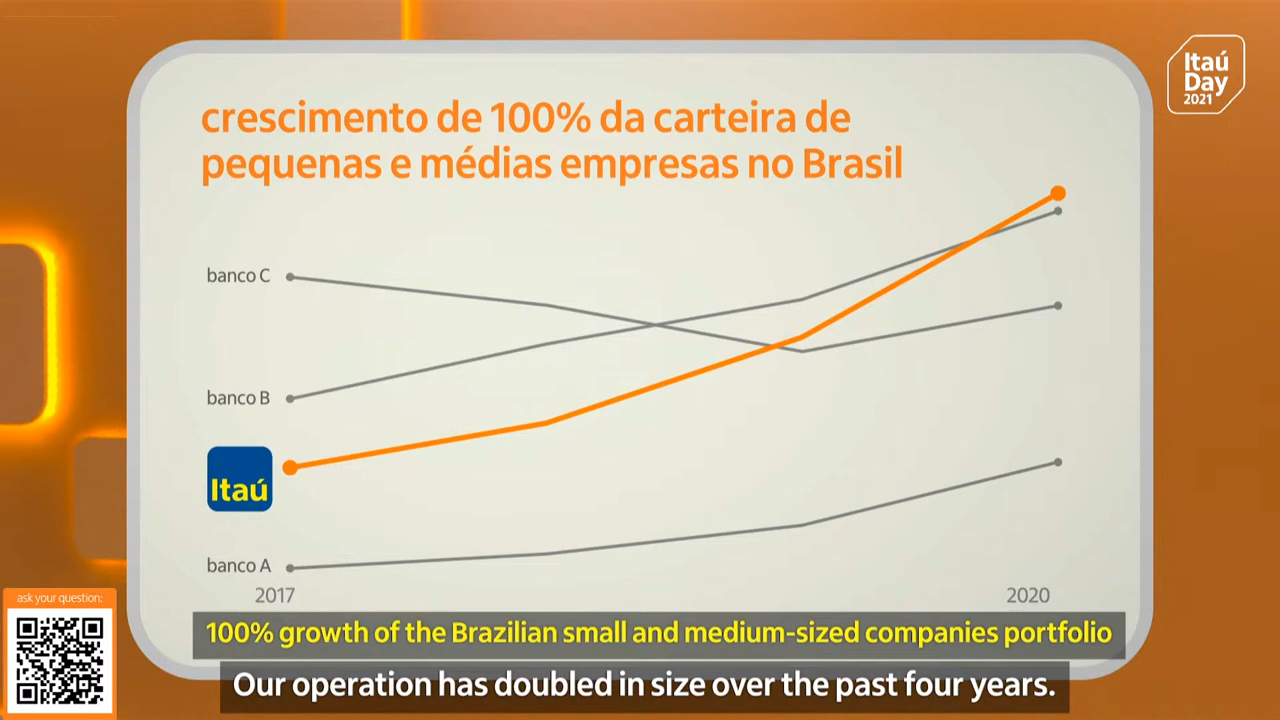 Itaú
Day
2021
crescimento de 100% da carteira de
pequenas e médias empresas no Brasil
banco C
banco B
Itaú
banco A
2017
2020
ask your question:
100% growth of the Brazilian small and medium-sized companies portfolio
Our operation has doubled in size over the past four years.